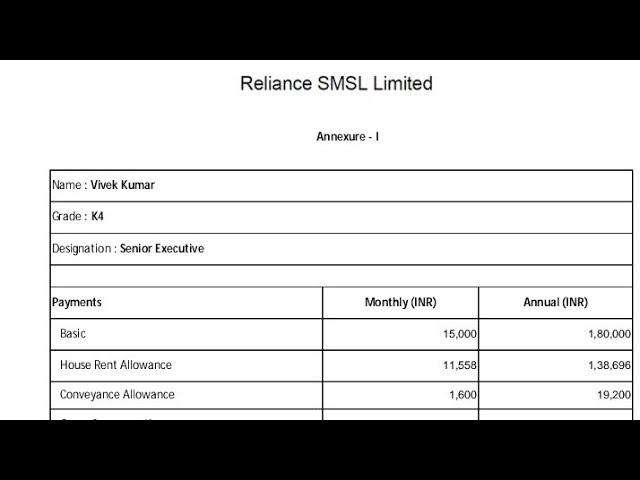 Reliance SMSL Limited
Annexure - I
Name : Vivek Kumar
Grade : K4
Designation : Senior Executive
Payments Monthly (INR) Annual (INR)
Basic 15,000 1,80,000
House Rent Allowance 11,558 1,38,696
Conveyance Allowance 1,600 19,200